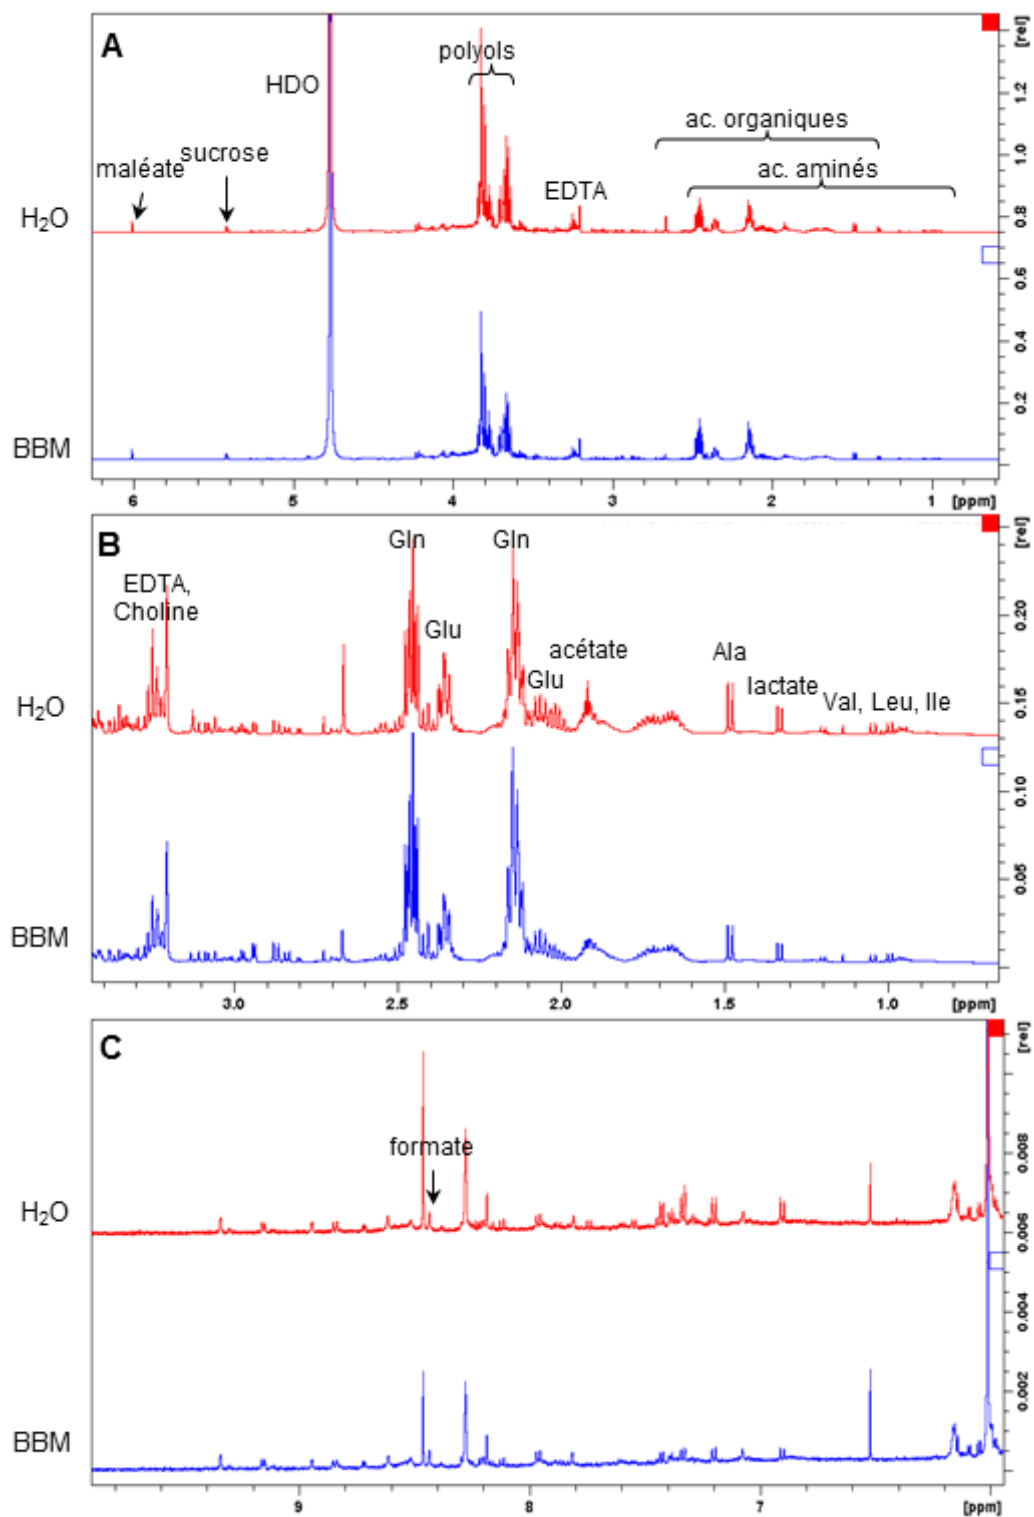 A
[rel]
polyols
HDO
1.2
ac. organiques
sucrose
1.0
maléate
ac. aminés
EDTA
H₂O
0.8
0.6
0.4
0.2
BBM
6 5 4 3 2 1 [ppm]
B
[rel]
Gln Gln
EDTA,
Choline
0.20
Glu
acétate
Ala
Glu
lactate
Val, Leu, Ile
H₂O
0.15
0.10
0.05
BBM
3.0 2.5 2.0 1.5 1.0 [ppm]
C
[rel]
formate
0.008
H₂O
0.006
0.004
0.002
BBM
9 8 7 [ppm]